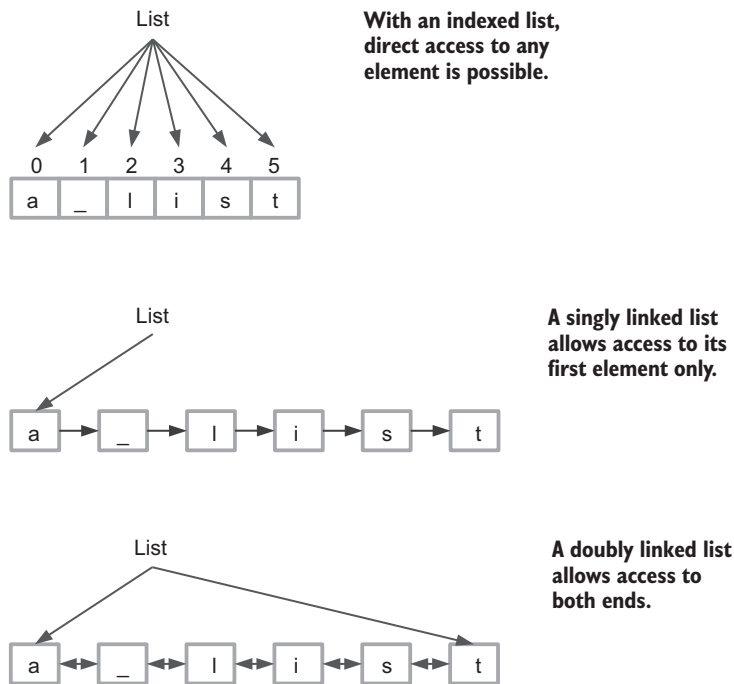 List
With an indexed list,
direct access to any
element is possible.
0 1 2 3 4 5
a _ l i s t
List
A singly linked list
allows access to its
first element only.
a _ l i s t
List
A doubly linked list
allows access to
both ends.
a _ l i s t